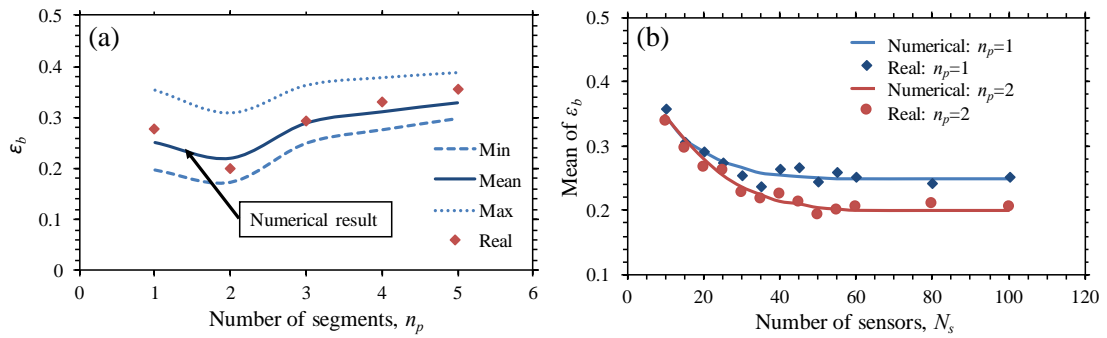 (a)
0.5
0.4
0.3
0.2
0.1
0
ε_b
0 1 2 3 4 5 6
Number of segments, n_p
Numerical result
Min
Mean
Max
Real
(b)
0.5
0.4
0.3
0.2
0.1
Mean of ε_b
0 20 40 60 80 100 120
Number of sensors, N_s
Numerical: n_p=1
Real: n_p=1
Numerical: n_p=2
Real: n_p=2